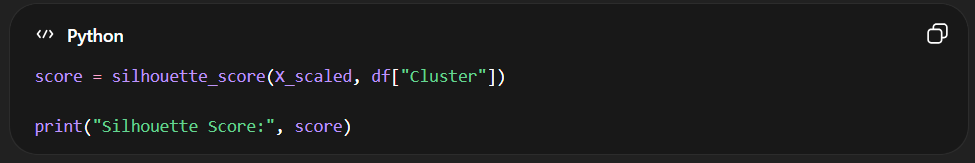 </> Python
score = silhouette_score(X_scaled, df["Cluster"])
print("Silhouette Score:", score)